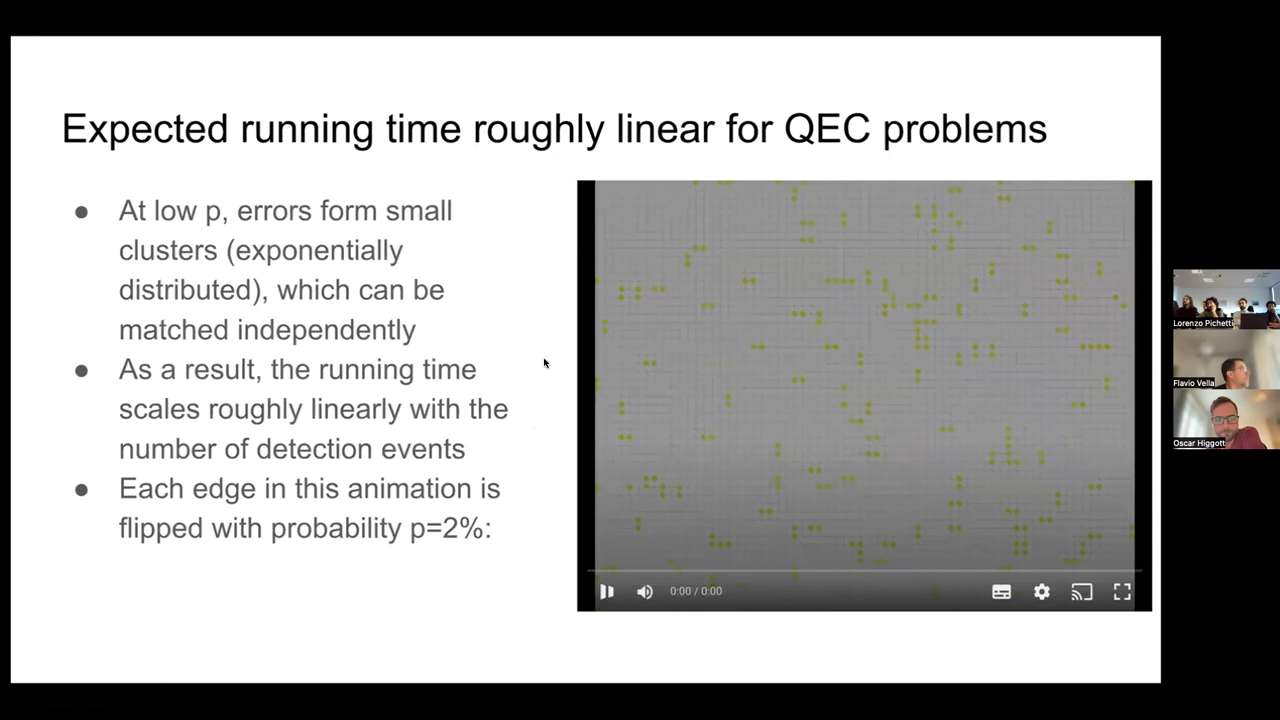 Expected running time roughly linear for QEC problems
● At low p, errors form small
clusters (exponentially
distributed), which can be
matched independently
● As a result, the running time
scales roughly linearly with the
number of detection events
● Each edge in this animation is
flipped with probability p=2%:
0:00 / 0:00
Lorenzo Pichetti
Flavio Vella
Oscar Higgott